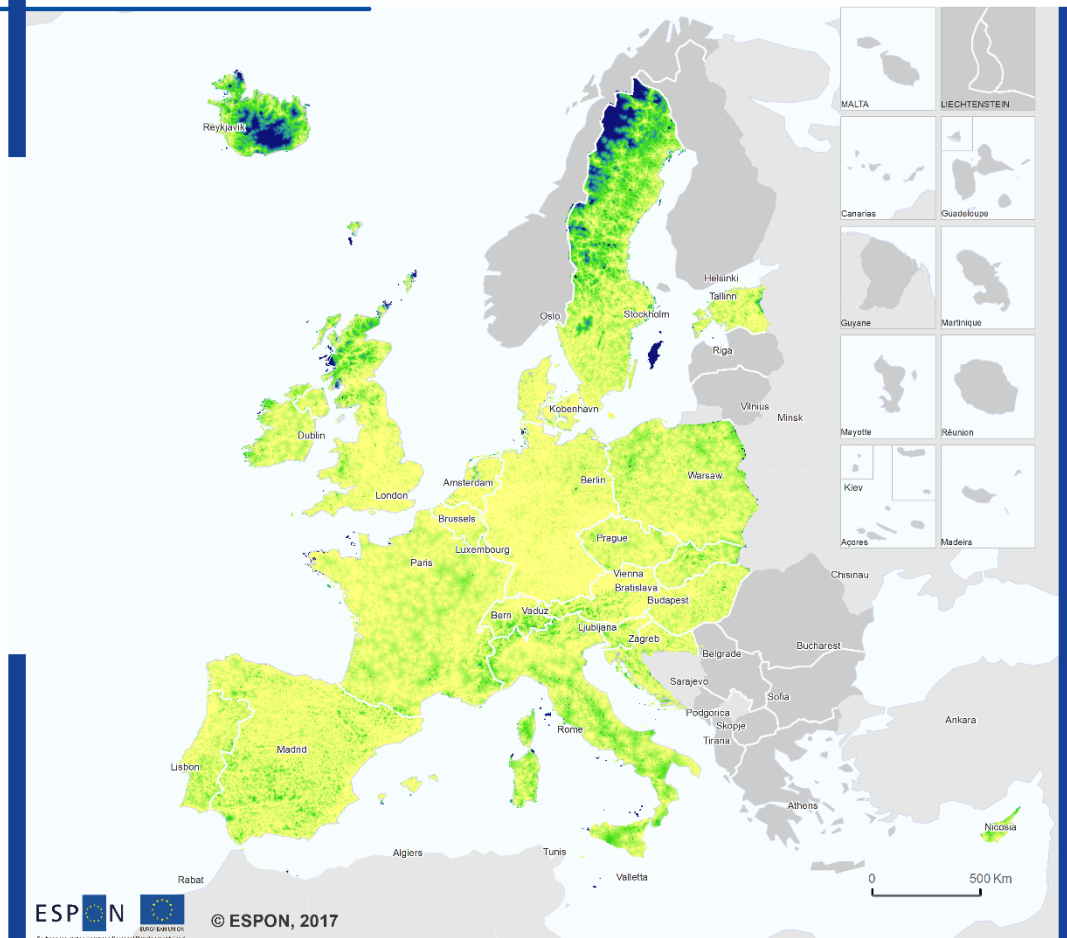 MALTA
LIECHTENSTEIN
Reykjavik
Canarias
Guadeloupe
Helsinki
Tallinn
Oslo
Stockholm
Guyane
Martinique
Riga
Kobenhavn
Vilnius
Minsk
Mayotte
Réunion
Dublin
Amsterdam
Berlin
Warsaw
London
Kiev
Brussels
Prague
Açores
Madeira
Luxembourg
Paris
Vienna
Chisinau
Bratislava
Budapest
Bern
Vaduz
Ljubljana
Zagreb
Bucharest
Belgrade
Sarajevo
Sofia
Podgorica
Ankara
Skopje
Rome
Tirana
Madrid
Lisbon
Athens
Nicosia
Algiers
Tunis
Valletta
Rabat
0 500 Km
ESPON
EUROPEAN UNION
© ESPON, 2017